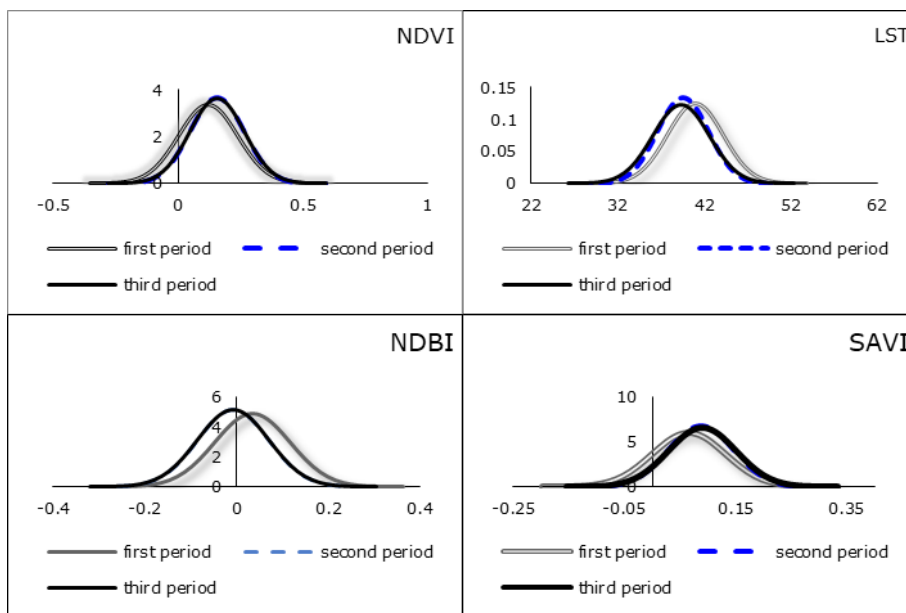 NDVI
4
2
0
-0.5 0 0.5 1
first period second period
third period
LST
0.15
0.1
0.05
0
22 32 42 52 62
first period second period
third period
NDBI
6
4
2
0
-0.4 -0.2 0 0.2 0.4
first period second period
third period
SAVI
10
5
0
-0.25 -0.05 0.15 0.35
first period second period
third period